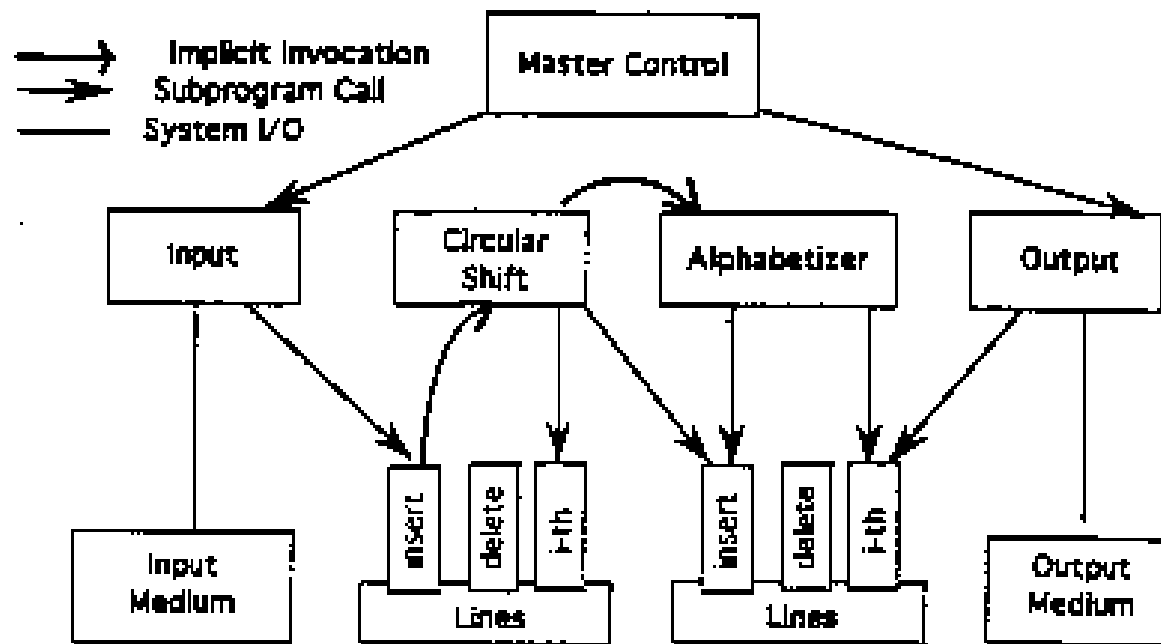 Implicit Invocation
Subprogram Call
System I/O
Master Control
Input
Circular
Shift
Alphabetizer
Output
insert
delete
i-th
insert
delete
i-th
Input
Medium
Lines
Lines
Output
Medium